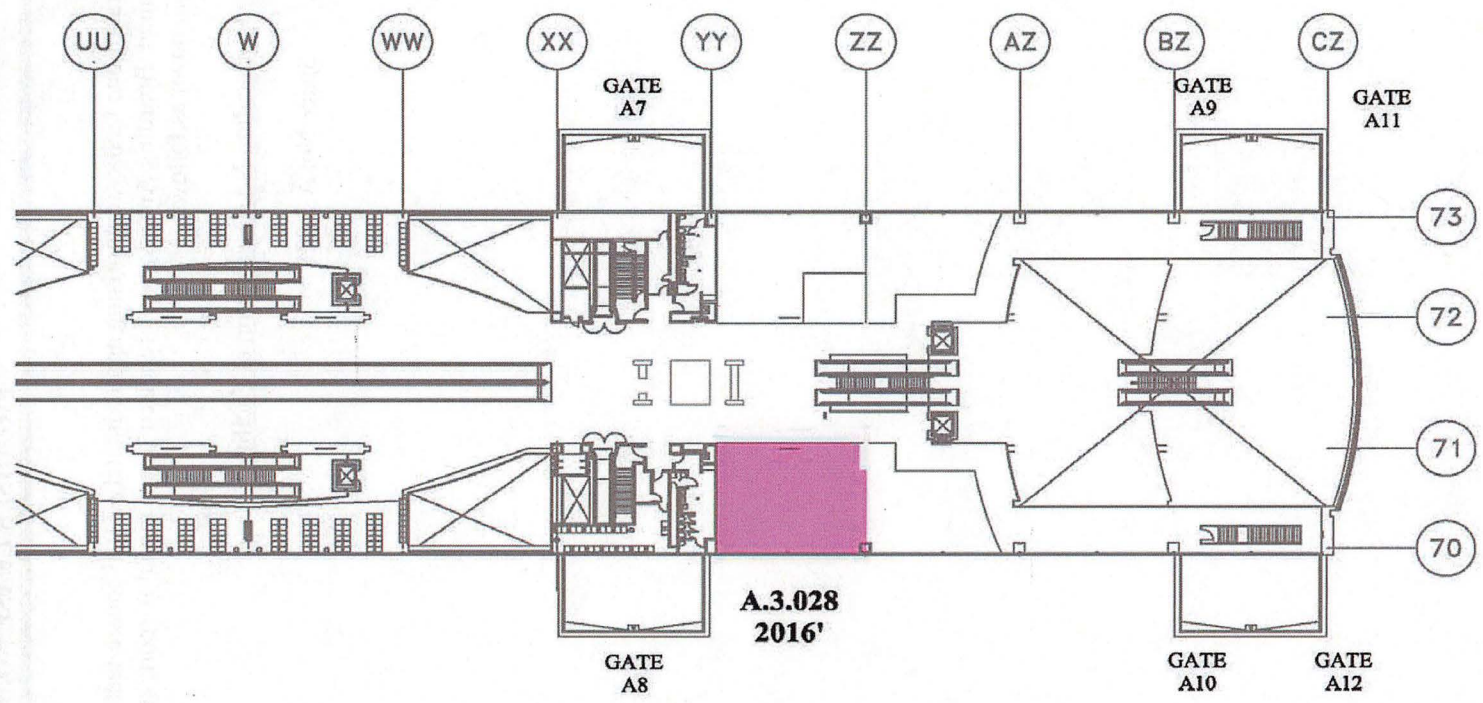 UU
W
WW
XX
YY
ZZ
AZ
BZ
CZ
GATE
A7
GATE
A9
GATE
A11
73
72
71
70
A.3.028
2016'
GATE
A8
GATE
A10
GATE
A12